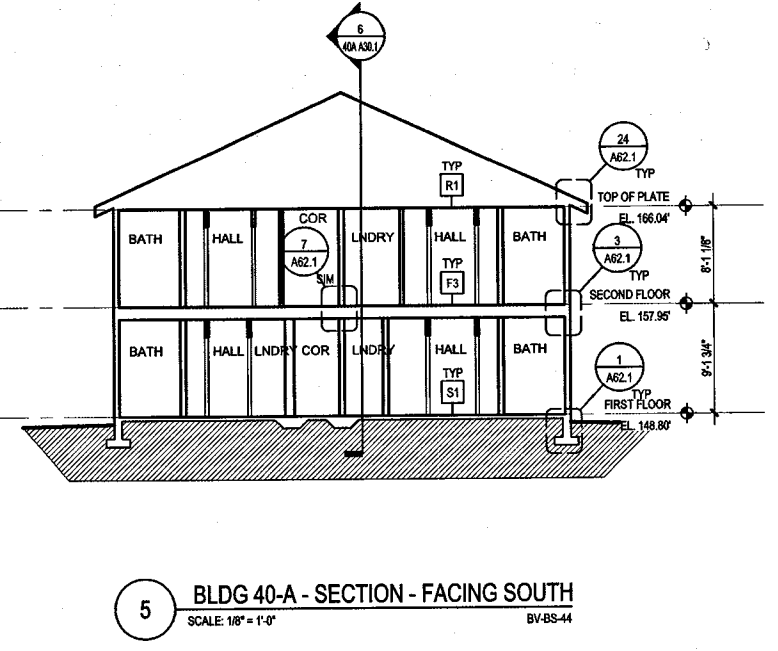 6
40A A30.1
24
A62.1
TYP
TYP
R1
TOP OF PLATE
EL. 166.04'
COR
BATH
HALL
LNDRY
HALL
BATH
7
A62.1
SIM
3
A62.1
TYP
8'-1 1/8"
TYP
F3
SECOND FLOOR
EL. 157.95'
BATH
HALL
LNDRY
COR
LNDRY
HALL
BATH
1
A62.1
TYP
9'-1 3/4"
TYP
S1
FIRST FLOOR
EL. 148.80'
5
BLDG 40-A - SECTION - FACING SOUTH
SCALE: 1/8" = 1'-0"
BV-BS-44